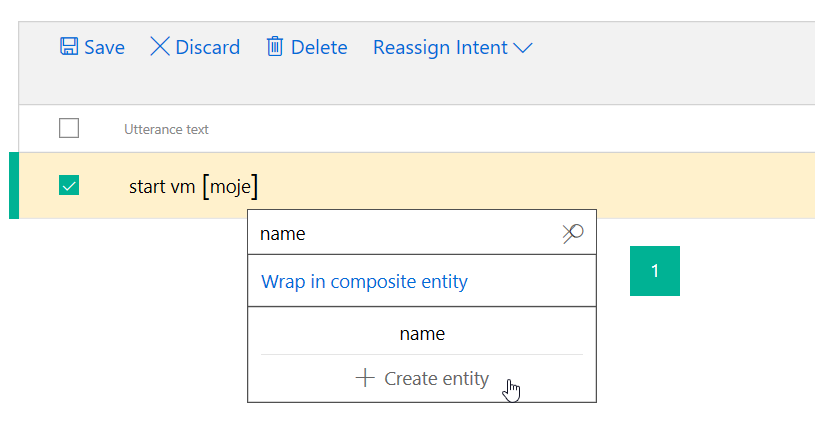 Save Discard Delete Reassign Intent
Utterance text
start vm [moje]
name
Wrap in composite entity
1
name
Create entity